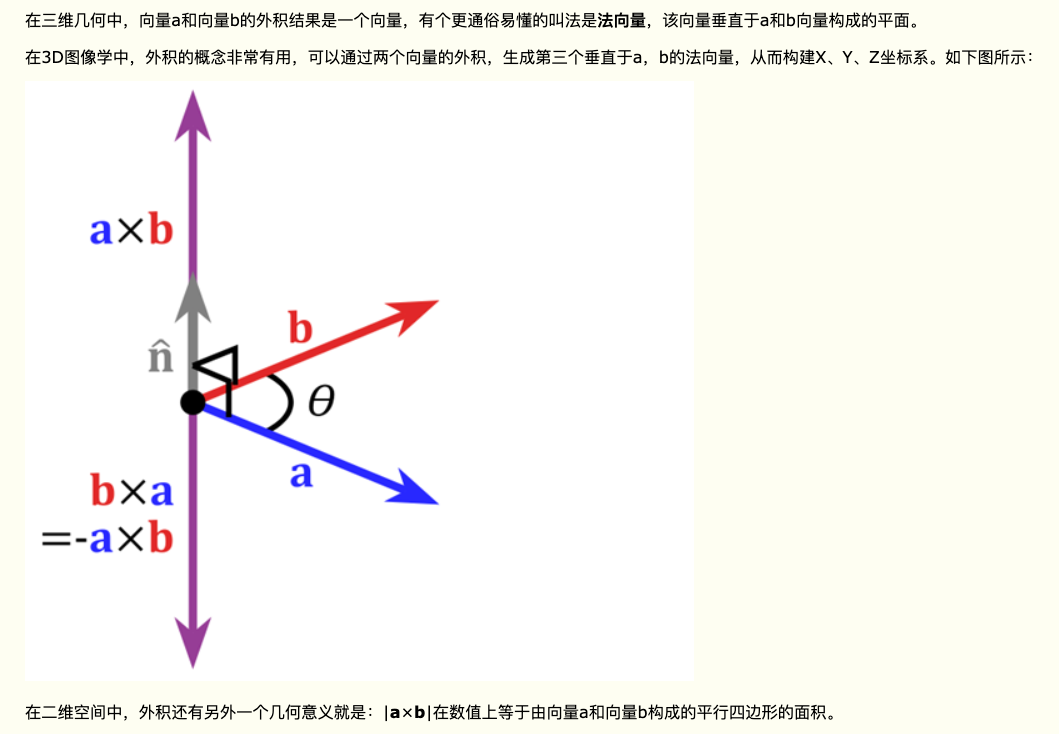 在三维几何中，向量a和向量b的外积结果是一个向量，有个更通俗易懂的叫法是法向量，该向量垂直于a和b向量构成的平面。
在3D图像学中，外积的概念非常有用，可以通过两个向量的外积，生成第三个垂直于a，b的法向量，从而构建X、Y、Z坐标系。如下图所示：
a×b
b
n̂
θ
a
b×a
=-a×b
在二维空间中，外积还有另外一个几何意义就是：|a×b|在数值上等于由向量a和向量b构成的平行四边形的面积。